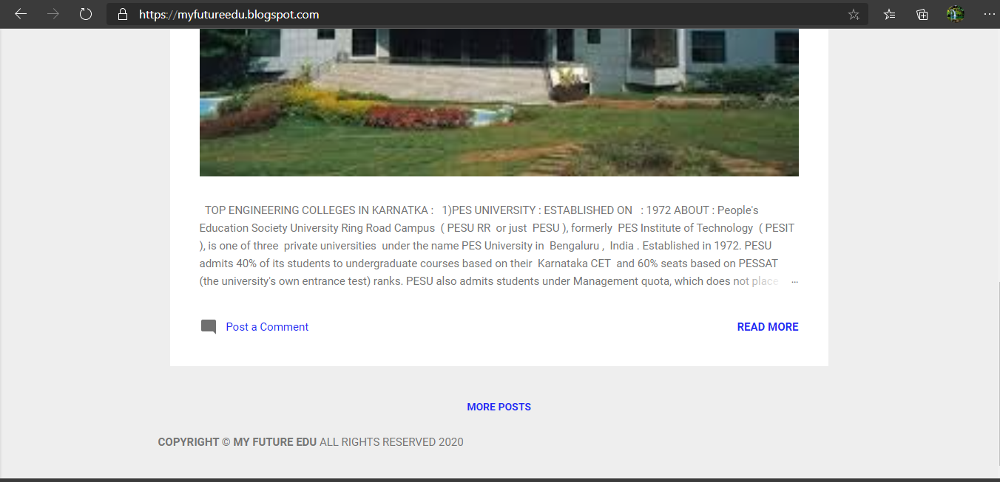 https://myfutureedu.blogspot.com
TOP ENGINEERING COLLEGES IN KARNATKA :   1)PES UNIVERSITY : ESTABLISHED ON   : 1972 ABOUT : People's
Education Society University Ring Road Campus  ( PESU RR  or just  PESU ), formerly  PES Institute of Technology  ( PESIT
), is one of three  private universities  under the name PES University in  Bengaluru ,  India . Established in 1972. PESU
admits 40% of its students to undergraduate courses based on their  Karnataka CET  and 60% seats based on PESSAT
(the university's own entrance test) ranks. PESU also admits students under Management quota, which does not place ...
Post a Comment
READ MORE
MORE POSTS
COPYRIGHT © MY FUTURE EDU ALL RIGHTS RESERVED 2020